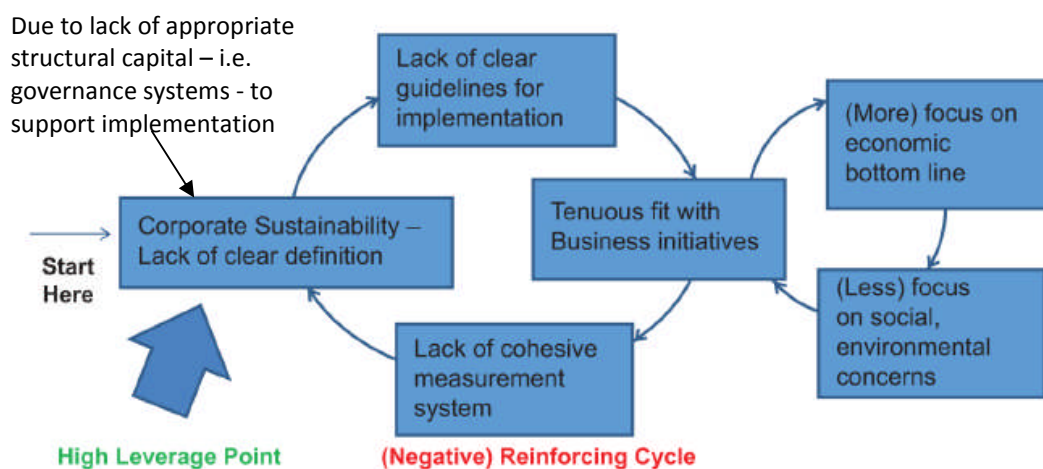 Due to lack of appropriate
structural capital – i.e.
governance systems - to
support implementation
Lack of clear
guidelines for
implementation
(More) focus on
economic
bottom line
Start
Here
Corporate Sustainability –
Lack of clear definition
Tenuous fit with
Business initiatives
(Less) focus
on social,
environmental
concerns
Lack of cohesive
measurement
system
High Leverage Point
(Negative) Reinforcing Cycle